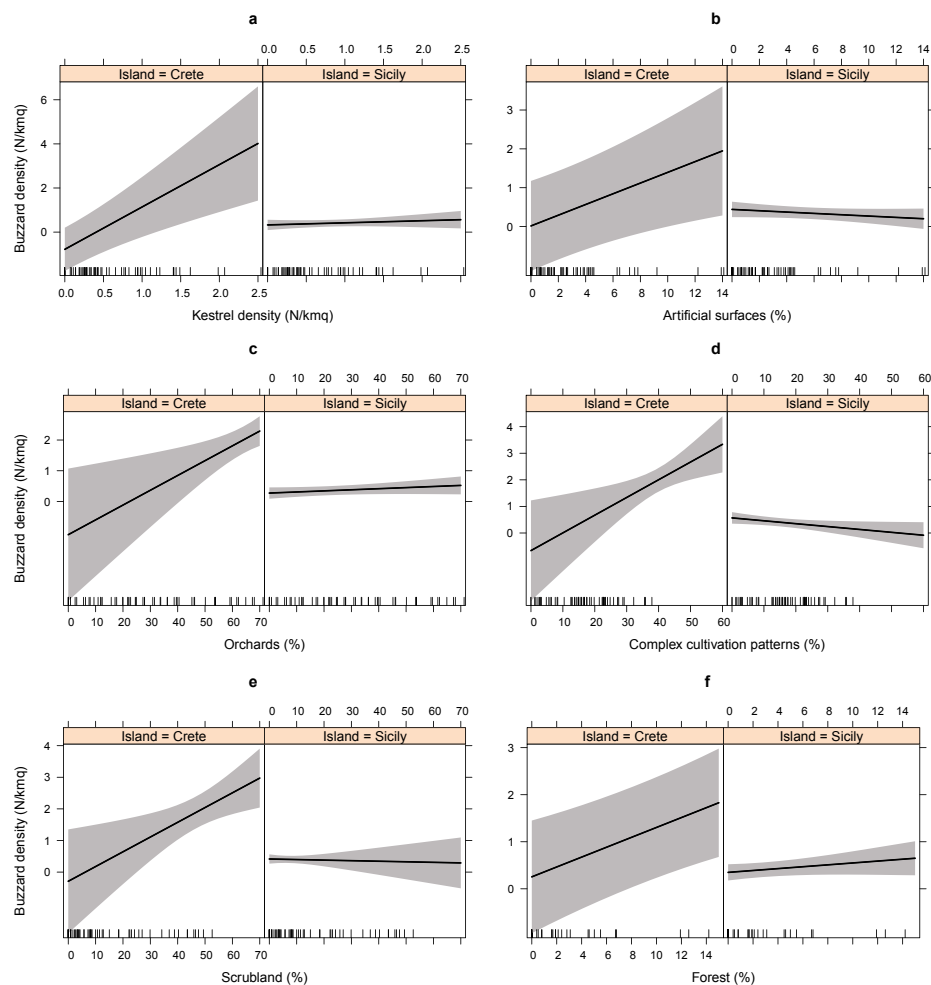 a
0.0 0.5 1.0 1.5 2.0 2.5
Island = Crete Island = Sicily
6
4
2
0
Buzzard density (N/kmq)
0.0 0.5 1.0 1.5 2.0 2.5
Kestrel density (N/kmq)
b
0 2 4 6 8 10 12 14
Island = Crete Island = Sicily
3
2
1
0
0 2 4 6 8 10 12 14
Artificial surfaces (%)
c
0 10 20 30 40 50 60 70
Island = Crete Island = Sicily
2
1
0
Buzzard density (N/kmq)
0 10 20 30 40 50 60 70
Orchards (%)
d
0 10 20 30 40 50 60
Island = Crete Island = Sicily
4
3
2
1
0
0 10 20 30 40 50 60
Complex cultivation patterns (%)
e
0 10 20 30 40 50 60 70
Island = Crete Island = Sicily
4
3
2
1
0
Buzzard density (N/kmq)
0 10 20 30 40 50 60 70
Scrubland (%)
f
0 2 4 6 8 10 12 14
Island = Crete Island = Sicily
3
2
1
0
0 2 4 6 8 10 12 14
Forest (%)